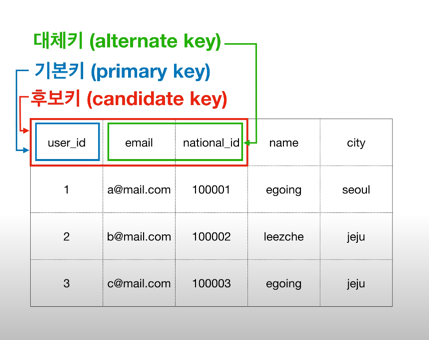 대체키 (alternate key)
기본키 (primary key)
후보키 (candidate key)
user_id email national_id name city
1 a@mail.com 100001 egoing seoul
2 b@mail.com 100002 leezche jeju
3 c@mail.com 100003 egoing jeju